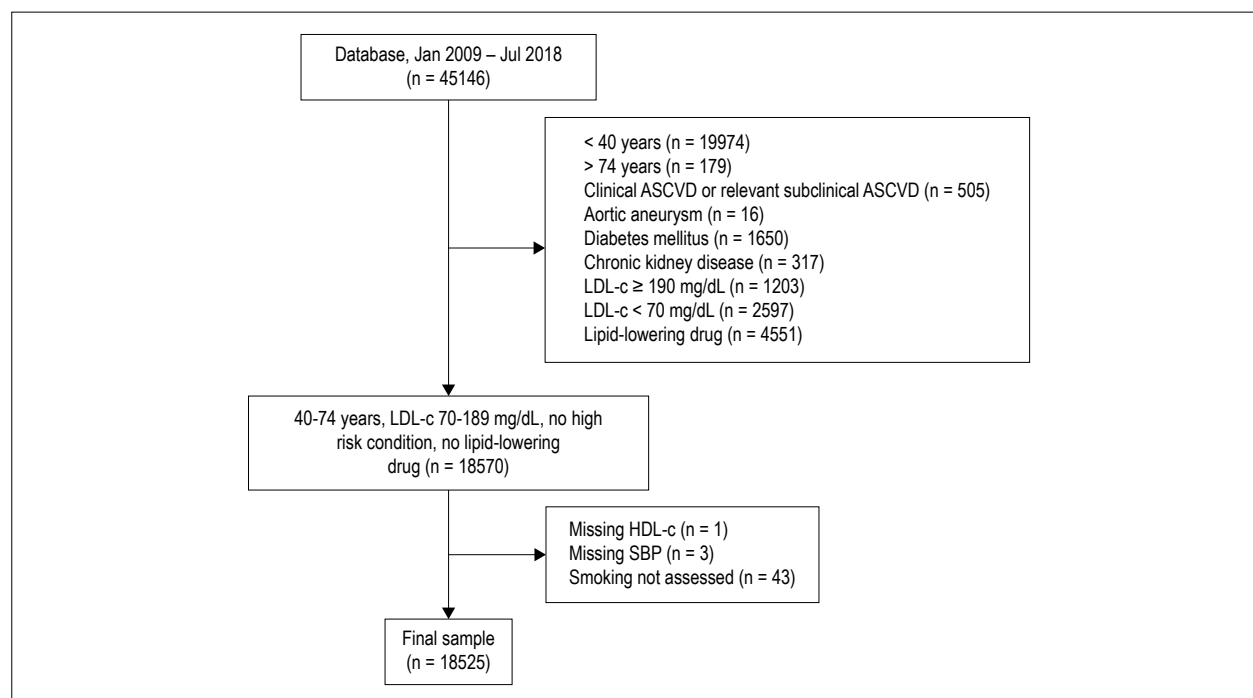 Database, Jan 2009 – Jul 2018
(n = 45146)
< 40 years (n = 19974)
> 74 years (n = 179)
Clinical ASCVD or relevant subclinical ASCVD (n = 505)
Aortic aneurysm (n = 16)
Diabetes mellitus (n = 1650)
Chronic kidney disease (n = 317)
LDL-c ≥ 190 mg/dL (n = 1203)
LDL-c < 70 mg/dL (n = 2597)
Lipid-lowering drug (n = 4551)
40-74 years, LDL-c 70-189 mg/dL, no high
risk condition, no lipid-lowering
drug (n = 18570)
Missing HDL-c (n = 1)
Missing SBP (n = 3)
Smoking not assessed (n = 43)
Final sample
(n = 18525)